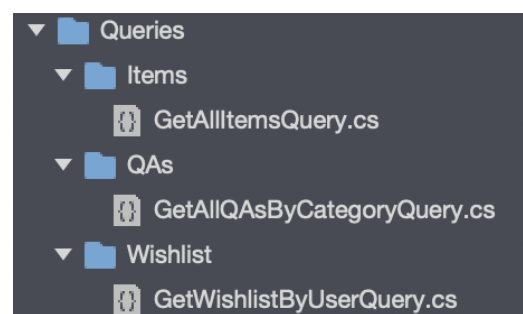 Queries
Items
GetAllItemsQuery.cs
QAs
GetAllQAsByCategoryQuery.cs
Wishlist
GetWishlistByUserQuery.cs